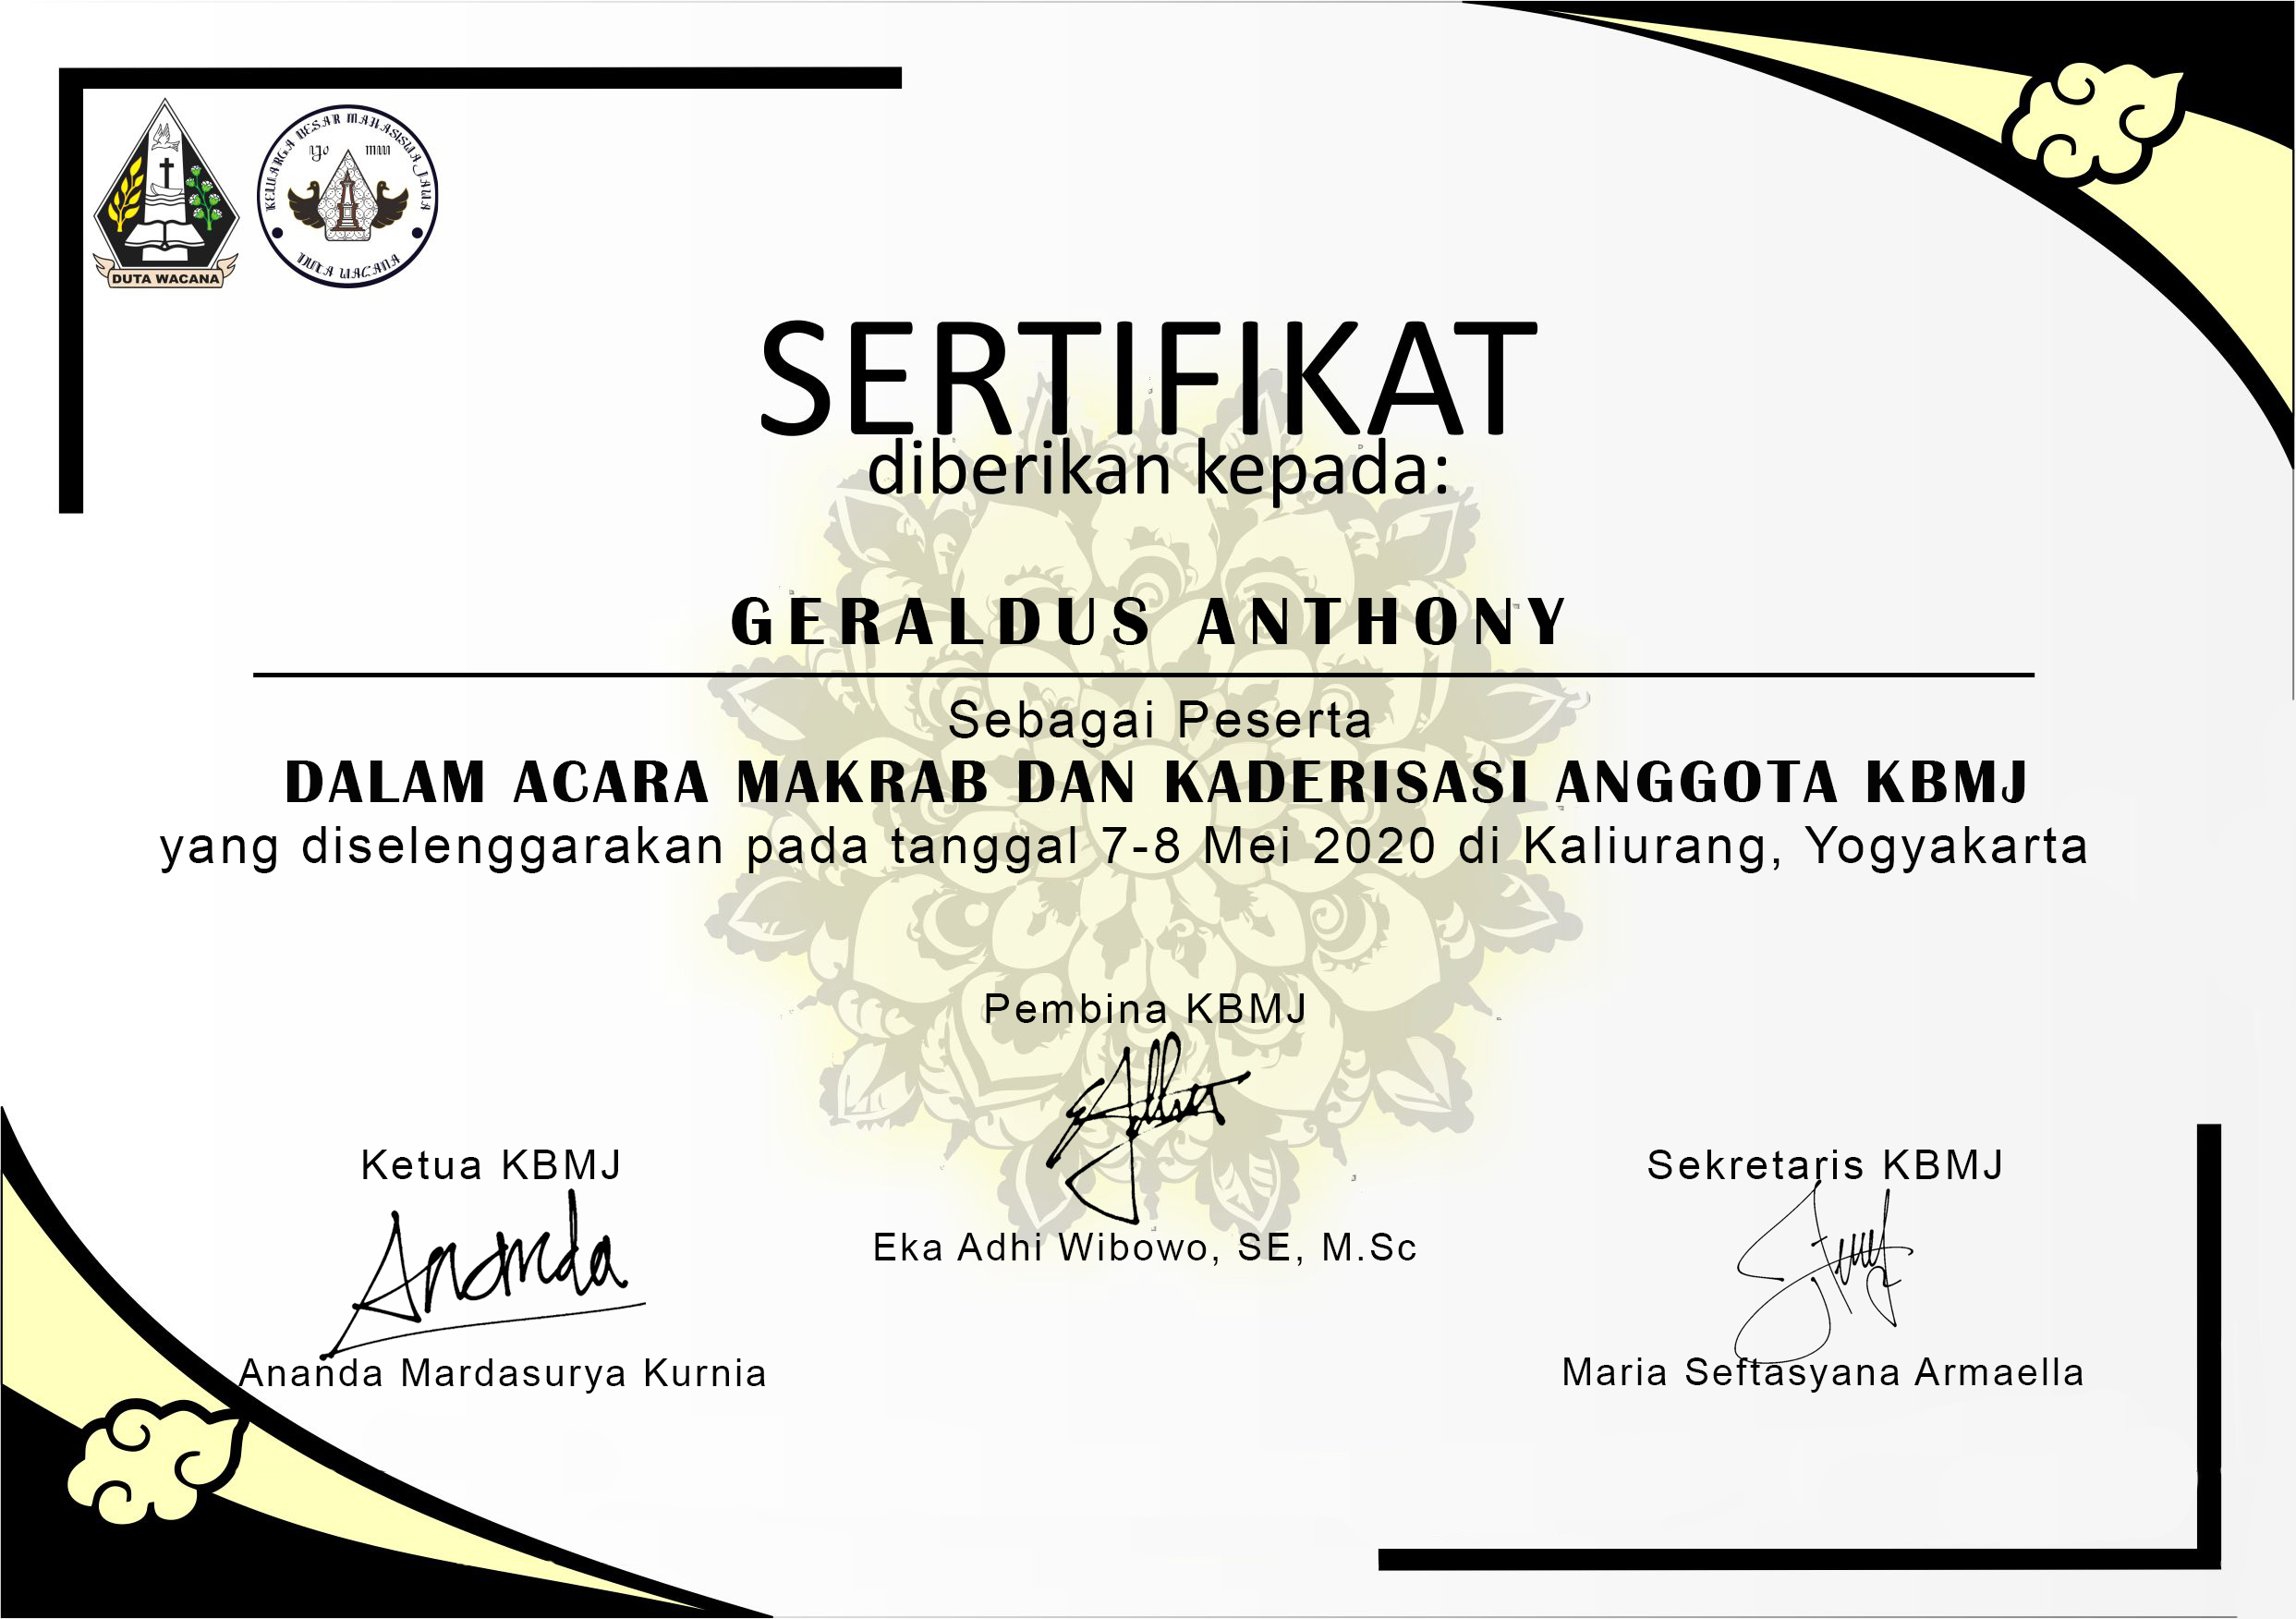 DUTA WACANA
KELUARGA BESAR MAHASISWA JAWA
DUTA WACANA
SERTIFIKAT
diberikan kepada:
GERALDUS ANTHONY
Sebagai Peserta
DALAM ACARA MAKRAB DAN KADERISASI ANGGOTA KBMJ
yang diselenggarakan pada tanggal 7-8 Mei 2020 di Kaliurang, Yogyakarta
Pembina KBMJ
Eka Adhi Wibowo, SE, M.Sc
Ketua KBMJ
Ananda
Ananda Mardasurya Kurnia
Sekretaris KBMJ
Maria Seftasyana Armaella